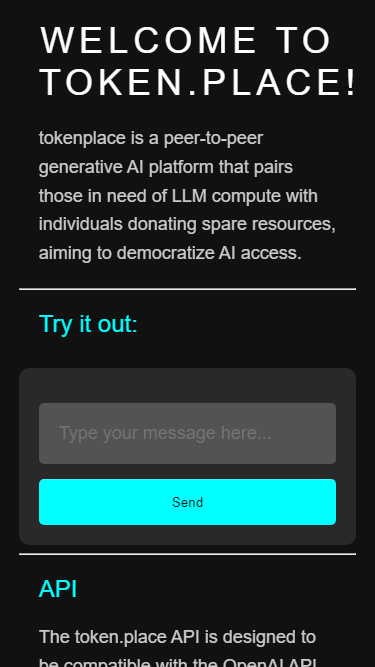 WELCOME TO
TOKEN.PLACE!
tokenplace is a peer-to-peer
generative AI platform that pairs
those in need of LLM compute with
individuals donating spare resources,
aiming to democratize AI access.
Try it out:
Type your message here...
Send
API
The token.place API is designed to
be compatible with the OpenAI API